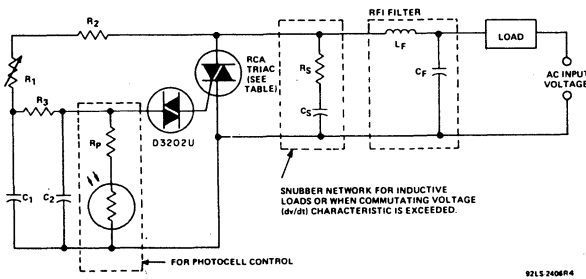 RFI FILTER
R2
LF
LOAD
RCA
TRIAC
(SEE
TABLE)
RS
CF
AC INPUT
VOLTAGE
R1
R3
RP
D3202U
CS
C1
C2
SNUBBER NETWORK FOR INDUCTIVE
LOADS OR WHEN COMMUTATING VOLTAGE
(dv/dt) CHARACTERISTIC IS EXCEEDED.
FOR PHOTOCELL CONTROL
92LS-2406R4